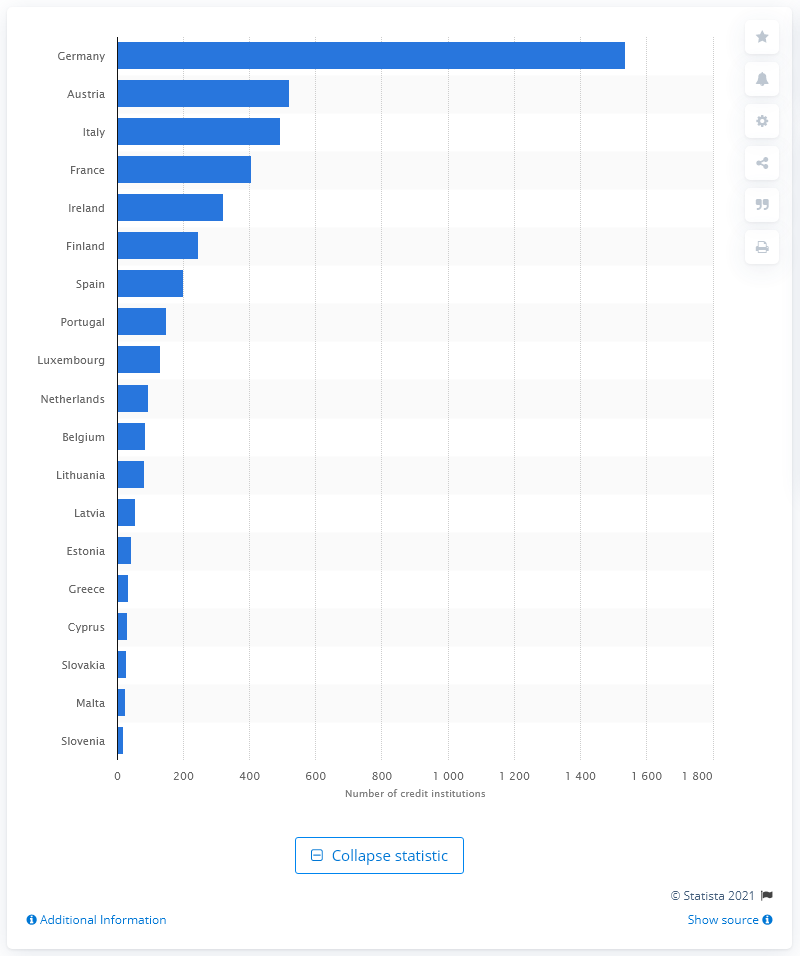 Germany
Austria
Italy
France
Ireland
Finland
Spain
Portugal
Luxembourg
Netherlands
Belgium
Lithuania
Latvia
Estonia
Greece
Cyprus
Slovakia
Malta
Slovenia
0 200 400 600 800 1 000 1 200 1 400 1 600 1 800
Number of credit institutions
Collapse statistic
© Statista 2021
Additional Information Show source